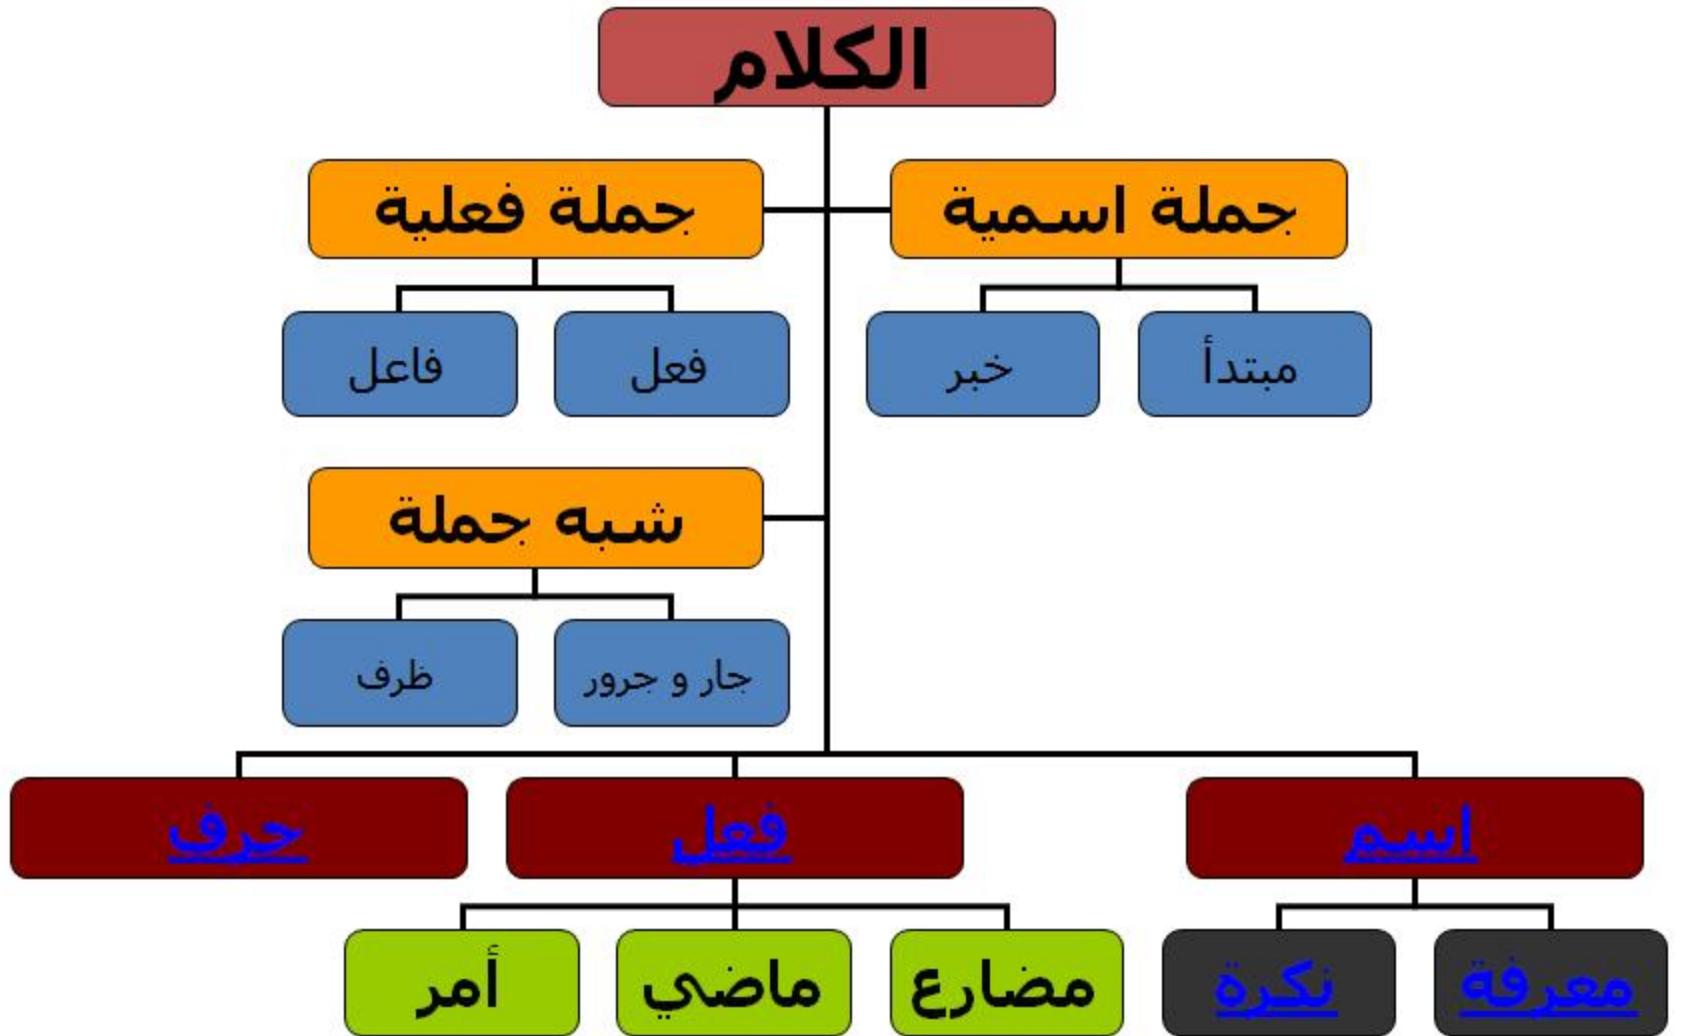 الكلام
جملة اسمية
جملة فعلية
مبتدأ
خبر
فعل
فاعل
شبه جملة
جار و جرور
ظرف
اسم
فعل
حرف
معرفة
نكرة
مضارع
ماضي
أمر